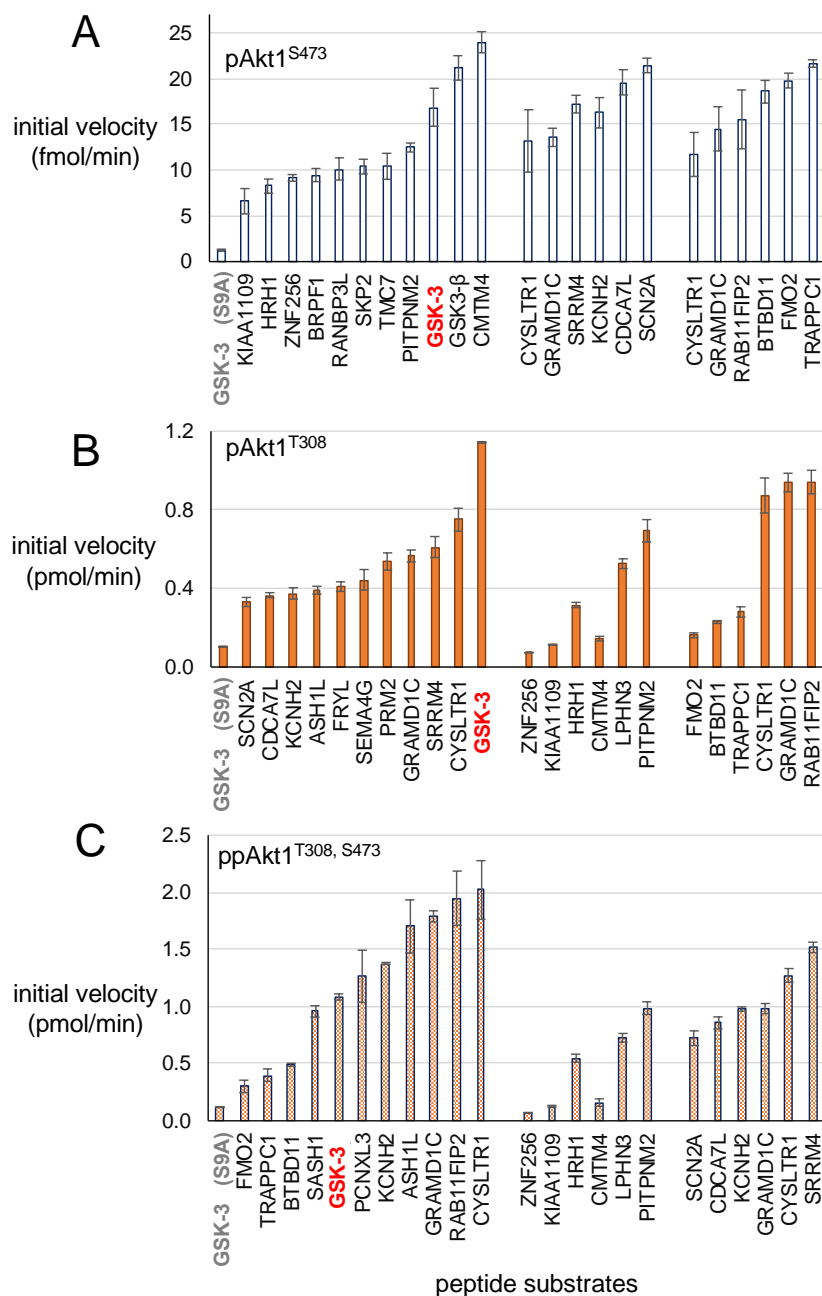 A
pAkt1S473
initial velocity
(fmol/min)
25
20
15
10
5
0
GSK-3 (S9A)
KIAA1109
HRH1
ZNF256
BRPF1
RANBP3L
SKP2
TMC7
PITPNM2
GSK-3
GSK3-β
CMTM4
CYSLTR1
GRAMD1C
SRRM4
KCNH2
CDCA7L
SCN2A
CYSLTR1
GRAMD1C
RAB11FIP2
BTBD11
FMO2
TRAPPC1
B
pAkt1T308
initial velocity
(pmol/min)
1.2
0.8
0.4
0.0
GSK-3 (S9A)
SCN2A
CDCA7L
KCNH2
ASH1L
FRYL
SEMA4G
PRM2
GRAMD1C
SRRM4
CYSLTR1
GSK-3
ZNF256
KIAA1109
HRH1
CMTM4
LPHN3
PITPNM2
FMO2
BTBD11
TRAPPC1
CYSLTR1
GRAMD1C
RAB11FIP2
C
ppAkt1T308, S473
initial velocity
(pmol/min)
2.5
2.0
1.5
1.0
0.5
0.0
GSK-3 (S9A)
FMO2
TRAPPC1
BTBD11
SASH1
GSK-3
PCNXL3
KCNH2
ASH1L
GRAMD1C
RAB11FIP2
CYSLTR1
ZNF256
KIAA1109
HRH1
CMTM4
LPHN3
PITPNM2
SCN2A
CDCA7L
KCNH2
GRAMD1C
CYSLTR1
SRRM4
peptide substrates